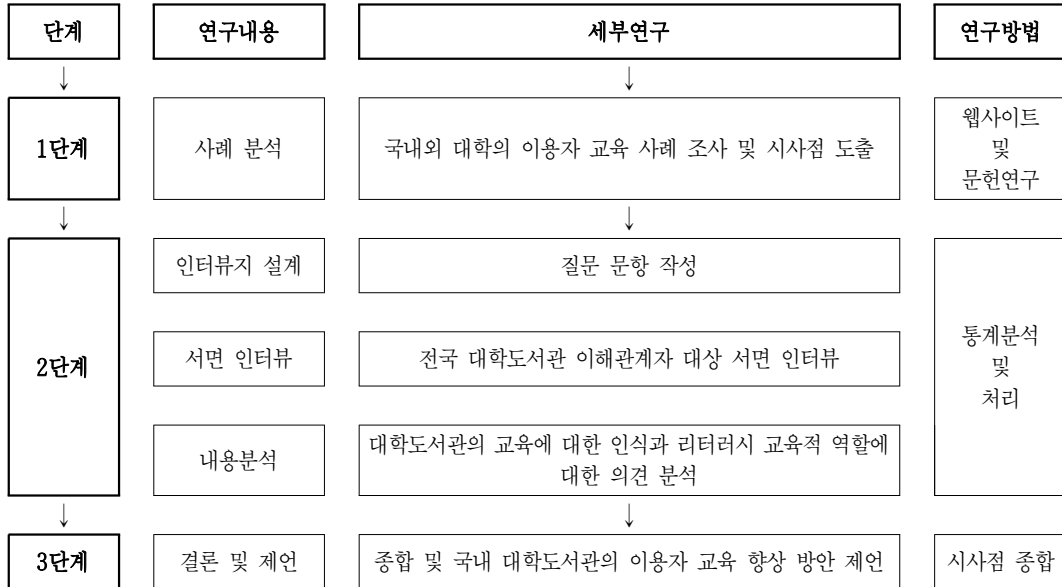 단계 연구내용 세부연구 연구방법
↓ ↓
1단계 사례 분석 국내외 대학의 이용자 교육 사례 조사 및 시사점 도출 웹사이트
및
문헌연구
↓ ↓
2단계
인터뷰지 설계 질문 문항 작성
서면 인터뷰 전국 대학도서관 이해관계자 대상 서면 인터뷰
내용분석 대학도서관의 교육에 대한 인식과 리터러시 교육적 역할에
대한 의견 분석
통계분석
및
처리
↓ ↓
3단계 결론 및 제언 종합 및 국내 대학도서관의 이용자 교육 향상 방안 제언 시사점 종합